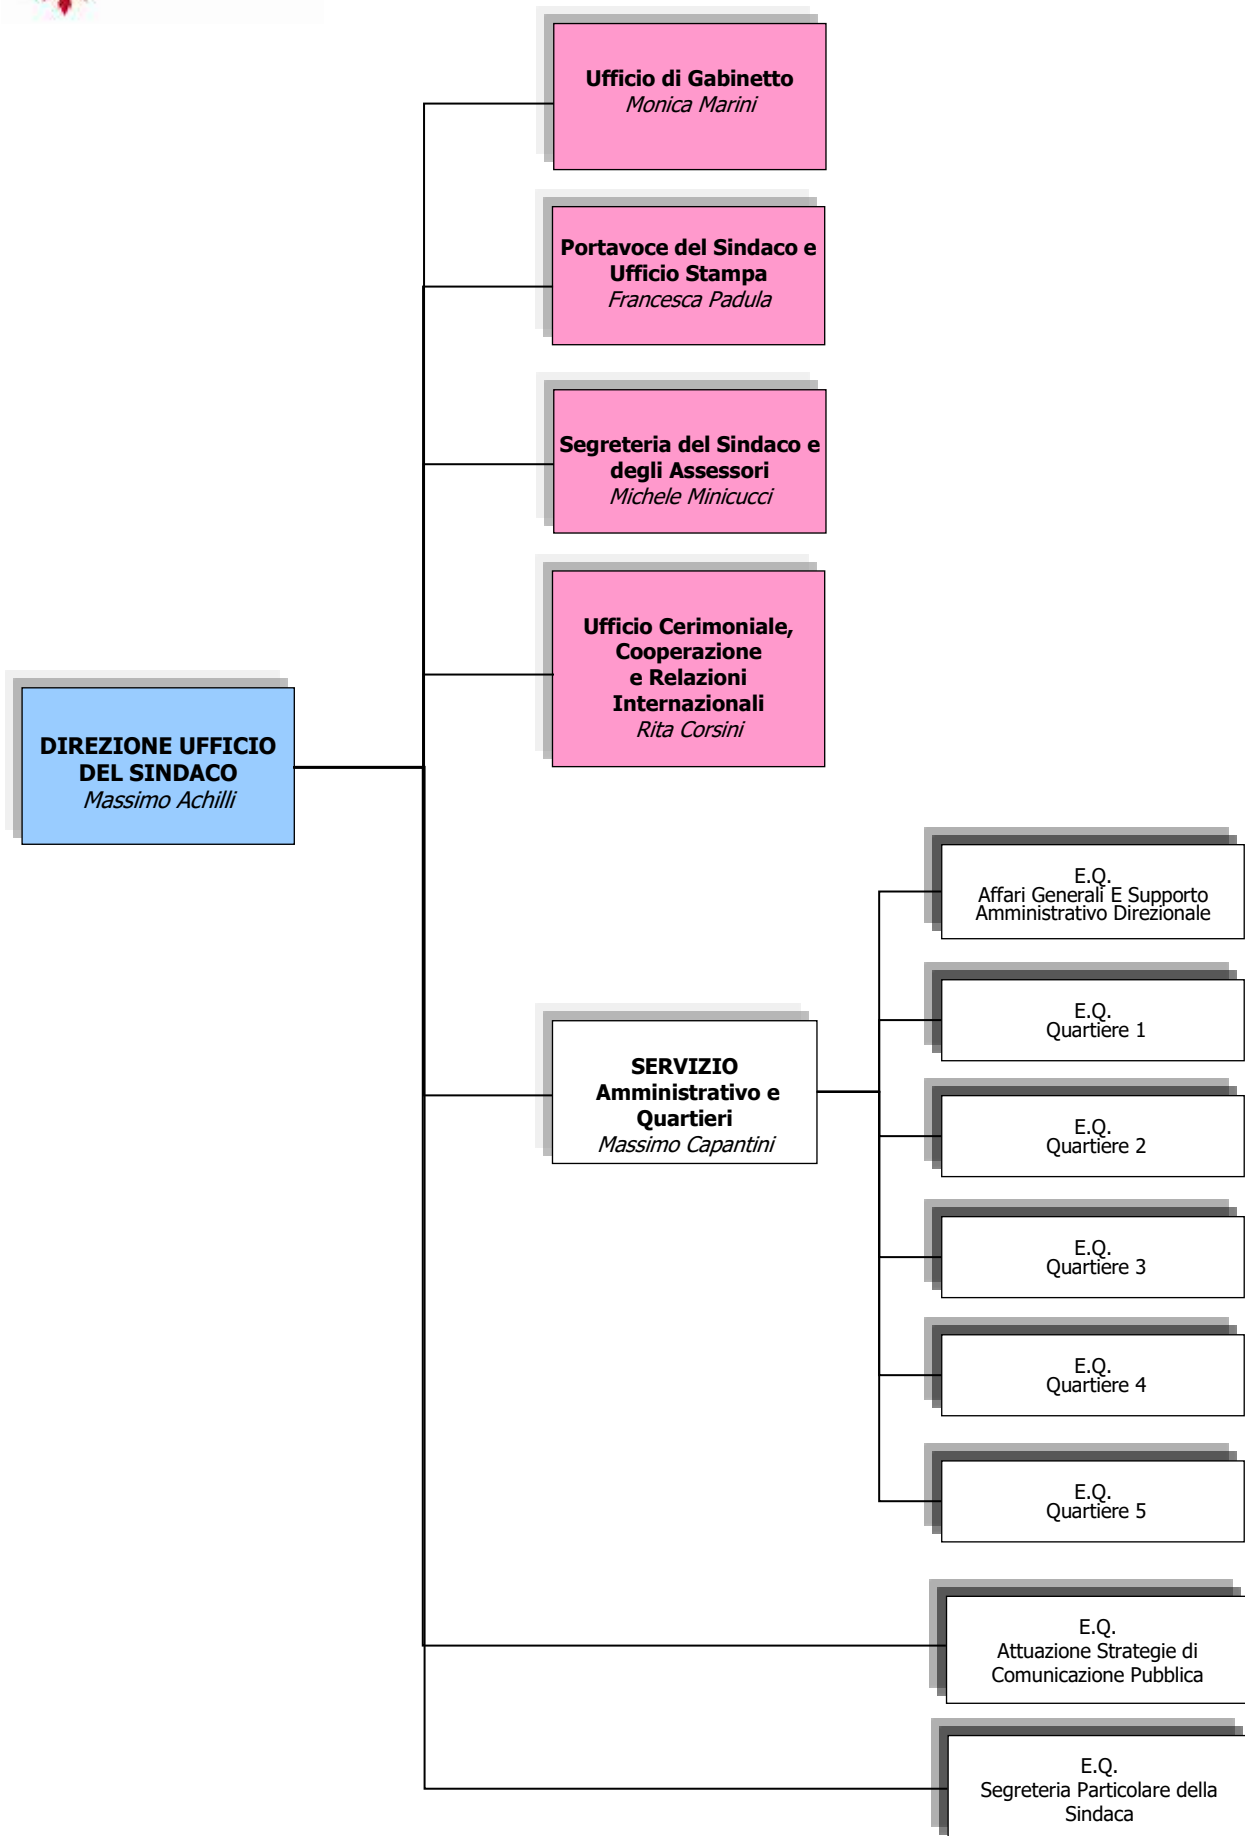 Ufficio di Gabinetto
Monica Marini
Portavoce del Sindaco e
Ufficio Stampa
Francesca Padula
Segreteria del Sindaco e
degli Assessori
Michele Minicucci
Ufficio Cerimoniale,
Cooperazione
e Relazioni
Internazionali
Rita Corsini
DIREZIONE UFFICIO
DEL SINDACO
Massimo Achilli
SERVIZIO
Amministrativo e
Quartieri
Massimo Capantini
E.Q.
Affari Generali E Supporto
Amministrativo Direzionale
E.Q.
Quartiere 1
E.Q.
Quartiere 2
E.Q.
Quartiere 3
E.Q.
Quartiere 4
E.Q.
Quartiere 5
E.Q.
Attuazione Strategie di
Comunicazione Pubblica
E.Q.
Segreteria Particolare della
Sindaca